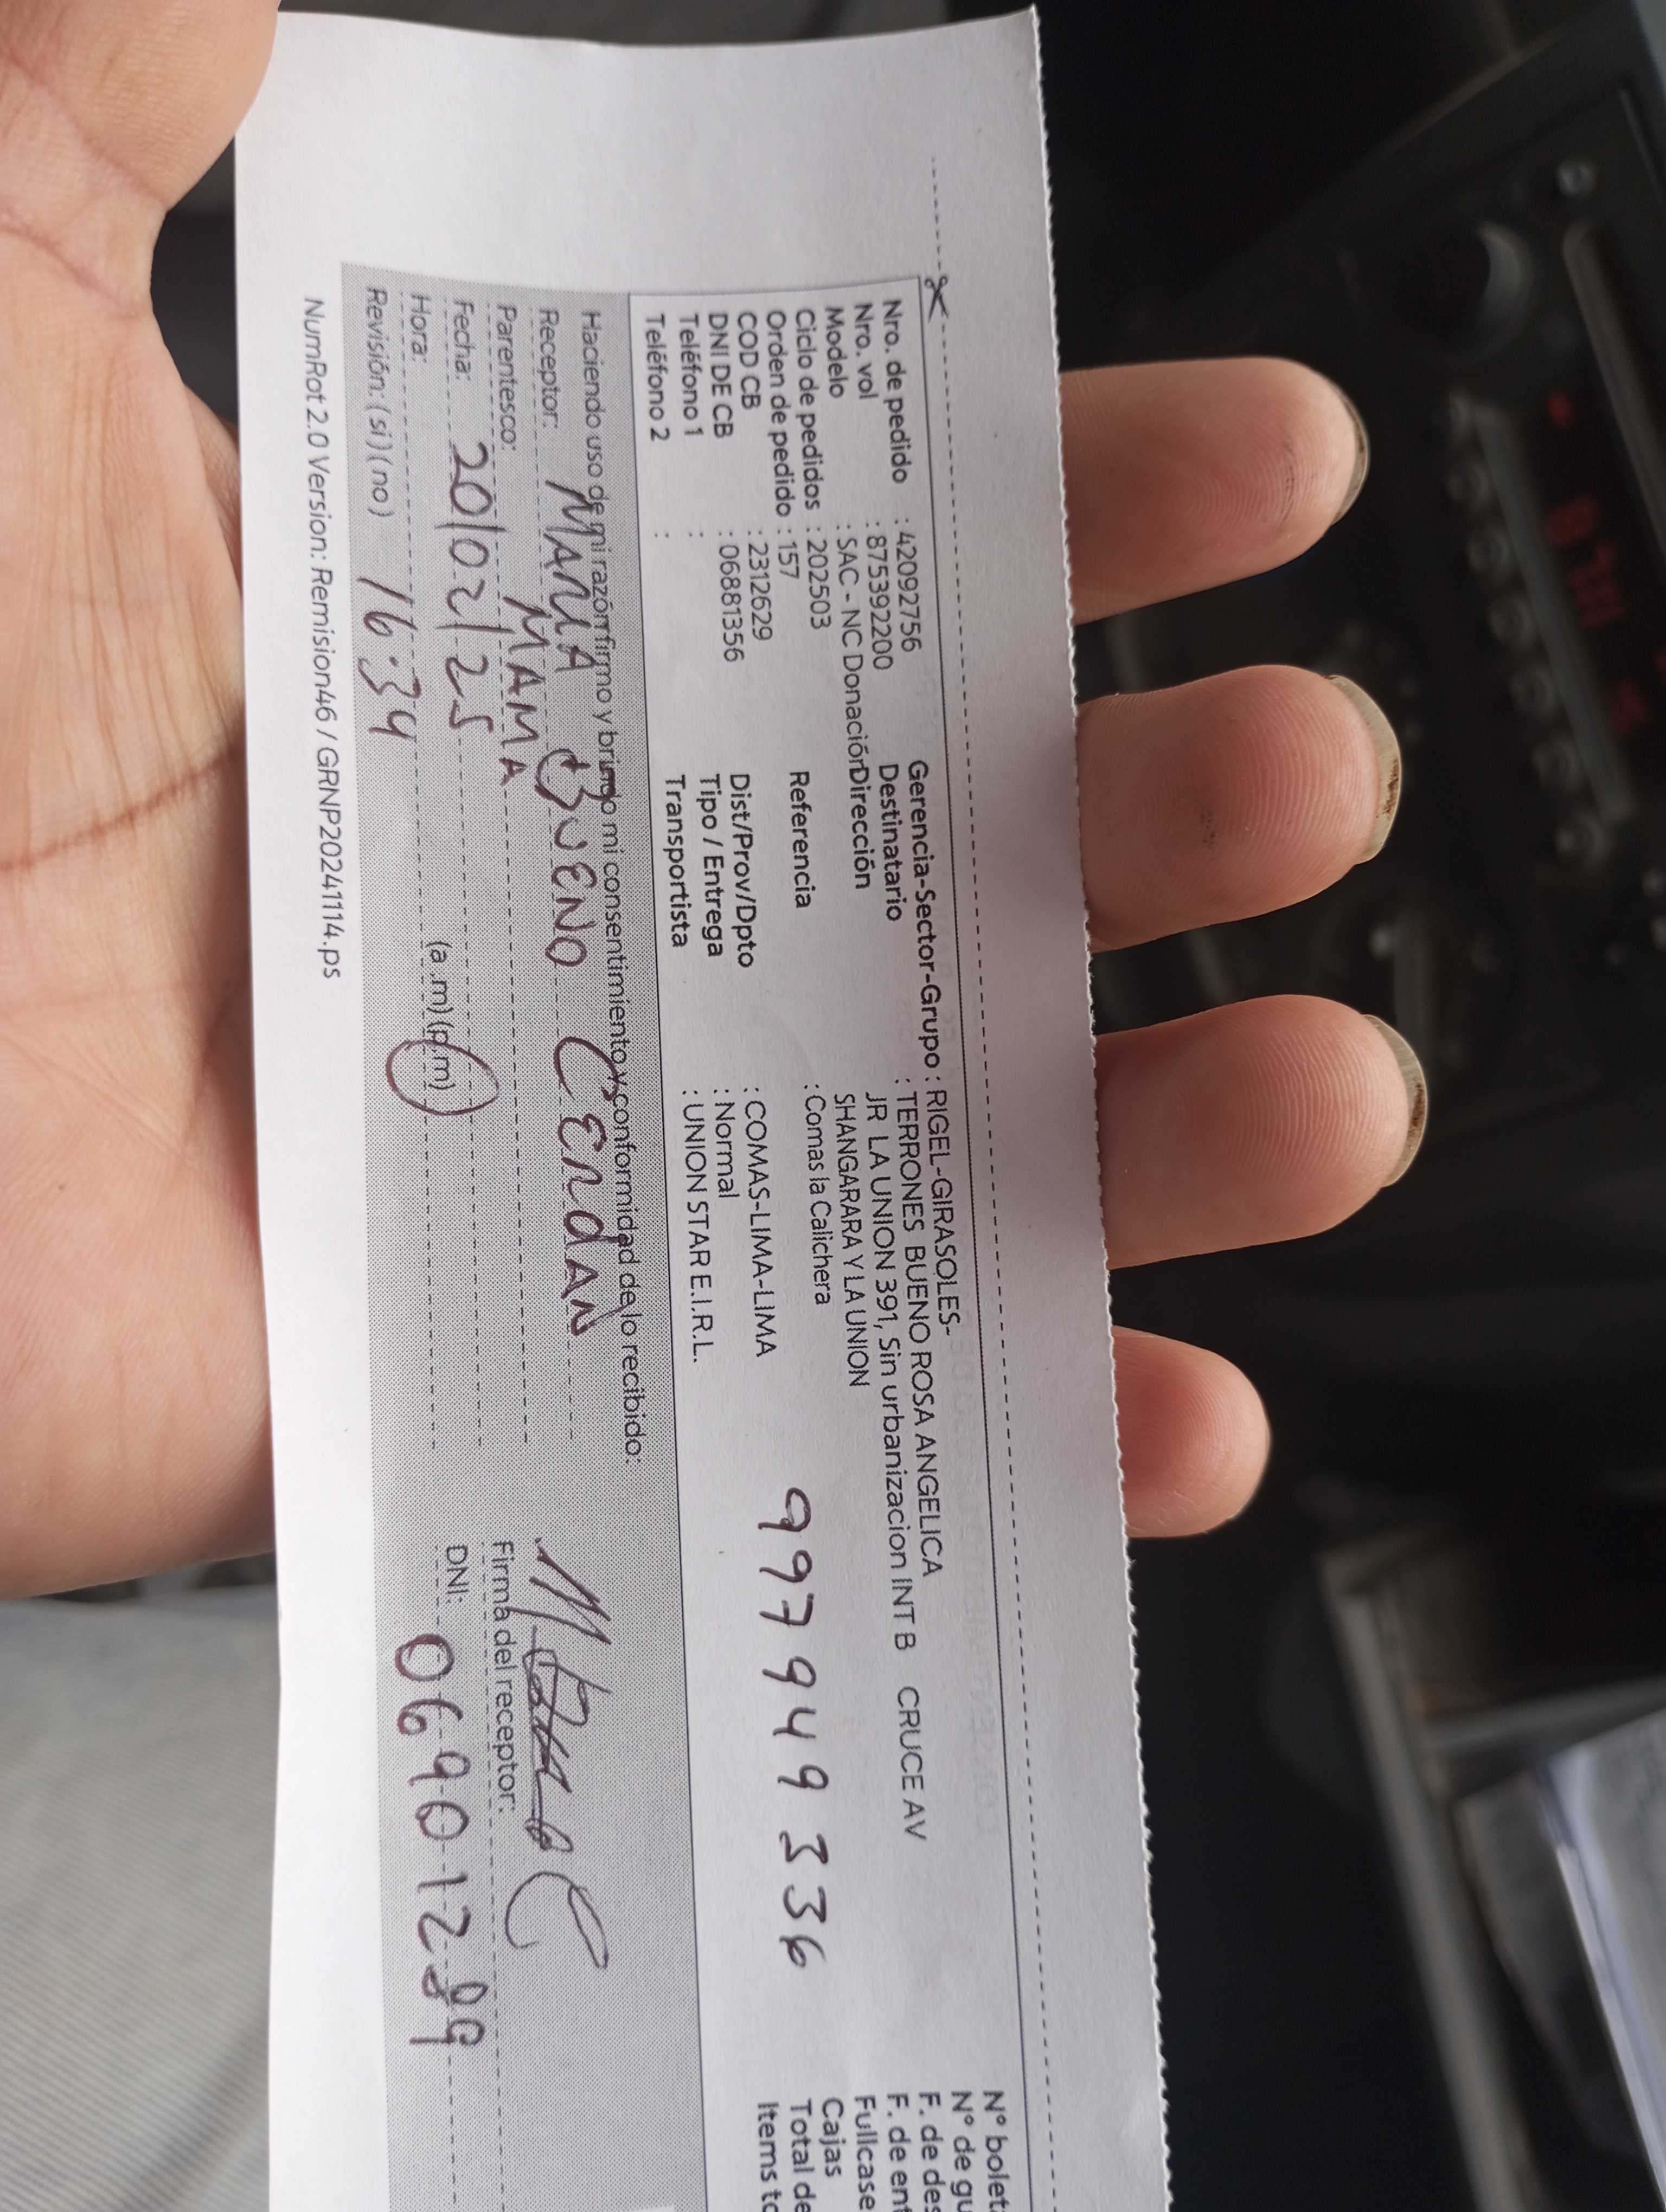 Nro. de pedido : 42092756
Nro. vol : 875392200
Modelo : SAC - NC Donación
Ciclo de pedidos : 202503
Orden de pedido : 157
COD CB : 2312629
DNI DE CB : 06881356
Teléfono 1 :
Teléfono 2 :
Gerencia-Sector-Grupo : RIGEL-GIRASOLES-
Destinatario : TERRONES BUENO ROSA ANGELICA
Dirección JR LA UNION 391, Sin urbanizacion INT B CRUCE AV
SHANGARARA Y LA UNION
Referencia : Comas la Calichera
Dist/Prov/Dpto : COMAS-LIMA-LIMA
Tipo / Entrega : Normal
Transportista : UNION STAR E.I.R.L.
997 949 336
N° bolet
N° de gu
F. de des
F. de ent
Fullcase
Cajas
Total de
Items to
Haciendo uso de mi razón firmo y brindo mi consentimiento y conformidad de lo recibido:
Receptor: MARIA BUENO CENDAN
Parentesco: MAMA
Fecha: 20/02/25
Hora: 16:34 (a.m) (p.m)
Revisión: (si) (no)
Firma del receptor:
DNI: 06901289
NumRot 2.0 Version: Remision46 / GRNP20241114.ps